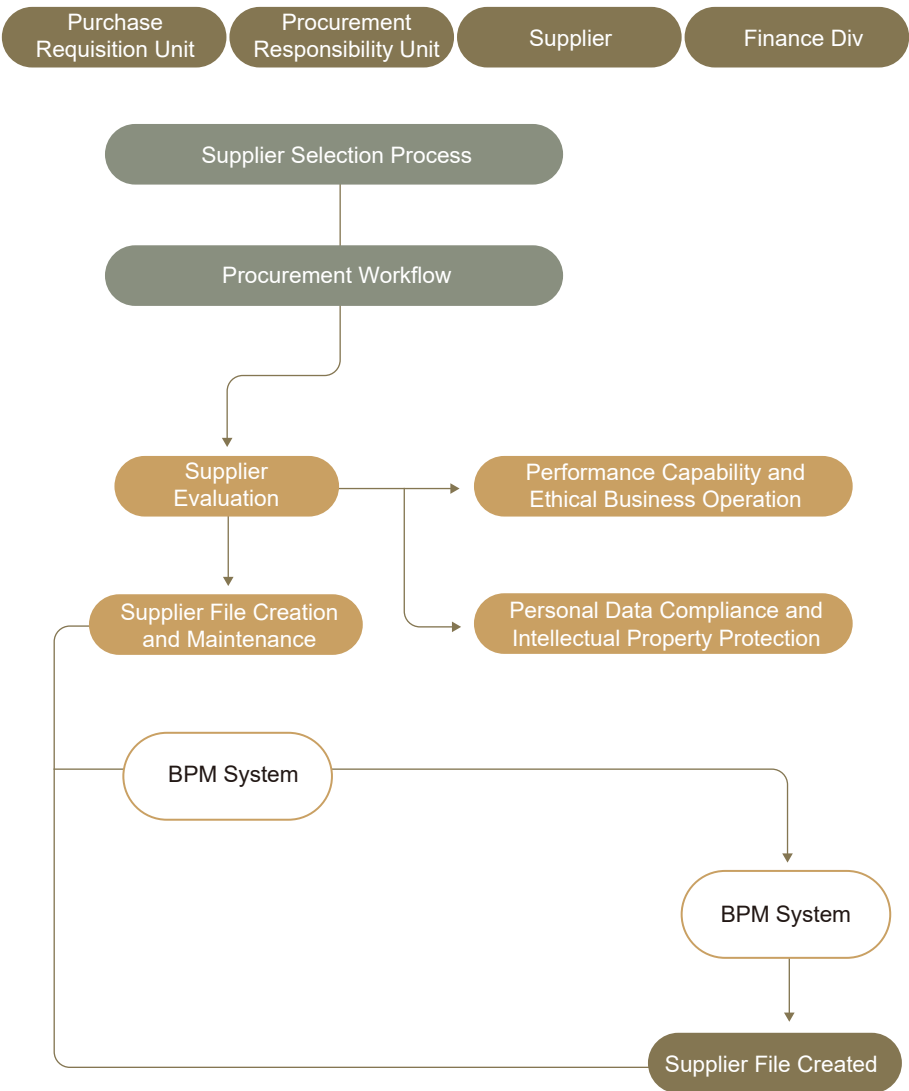 Purchase
Requisition Unit
Procurement
Responsibility Unit
Supplier
Finance Div
Supplier Selection Process
Procurement Workflow
Supplier
Evaluation
Performance Capability and
Ethical Business Operation
Supplier File Creation
and Maintenance
Personal Data Compliance and
Intellectual Property Protection
BPM System
BPM System
Supplier File Created